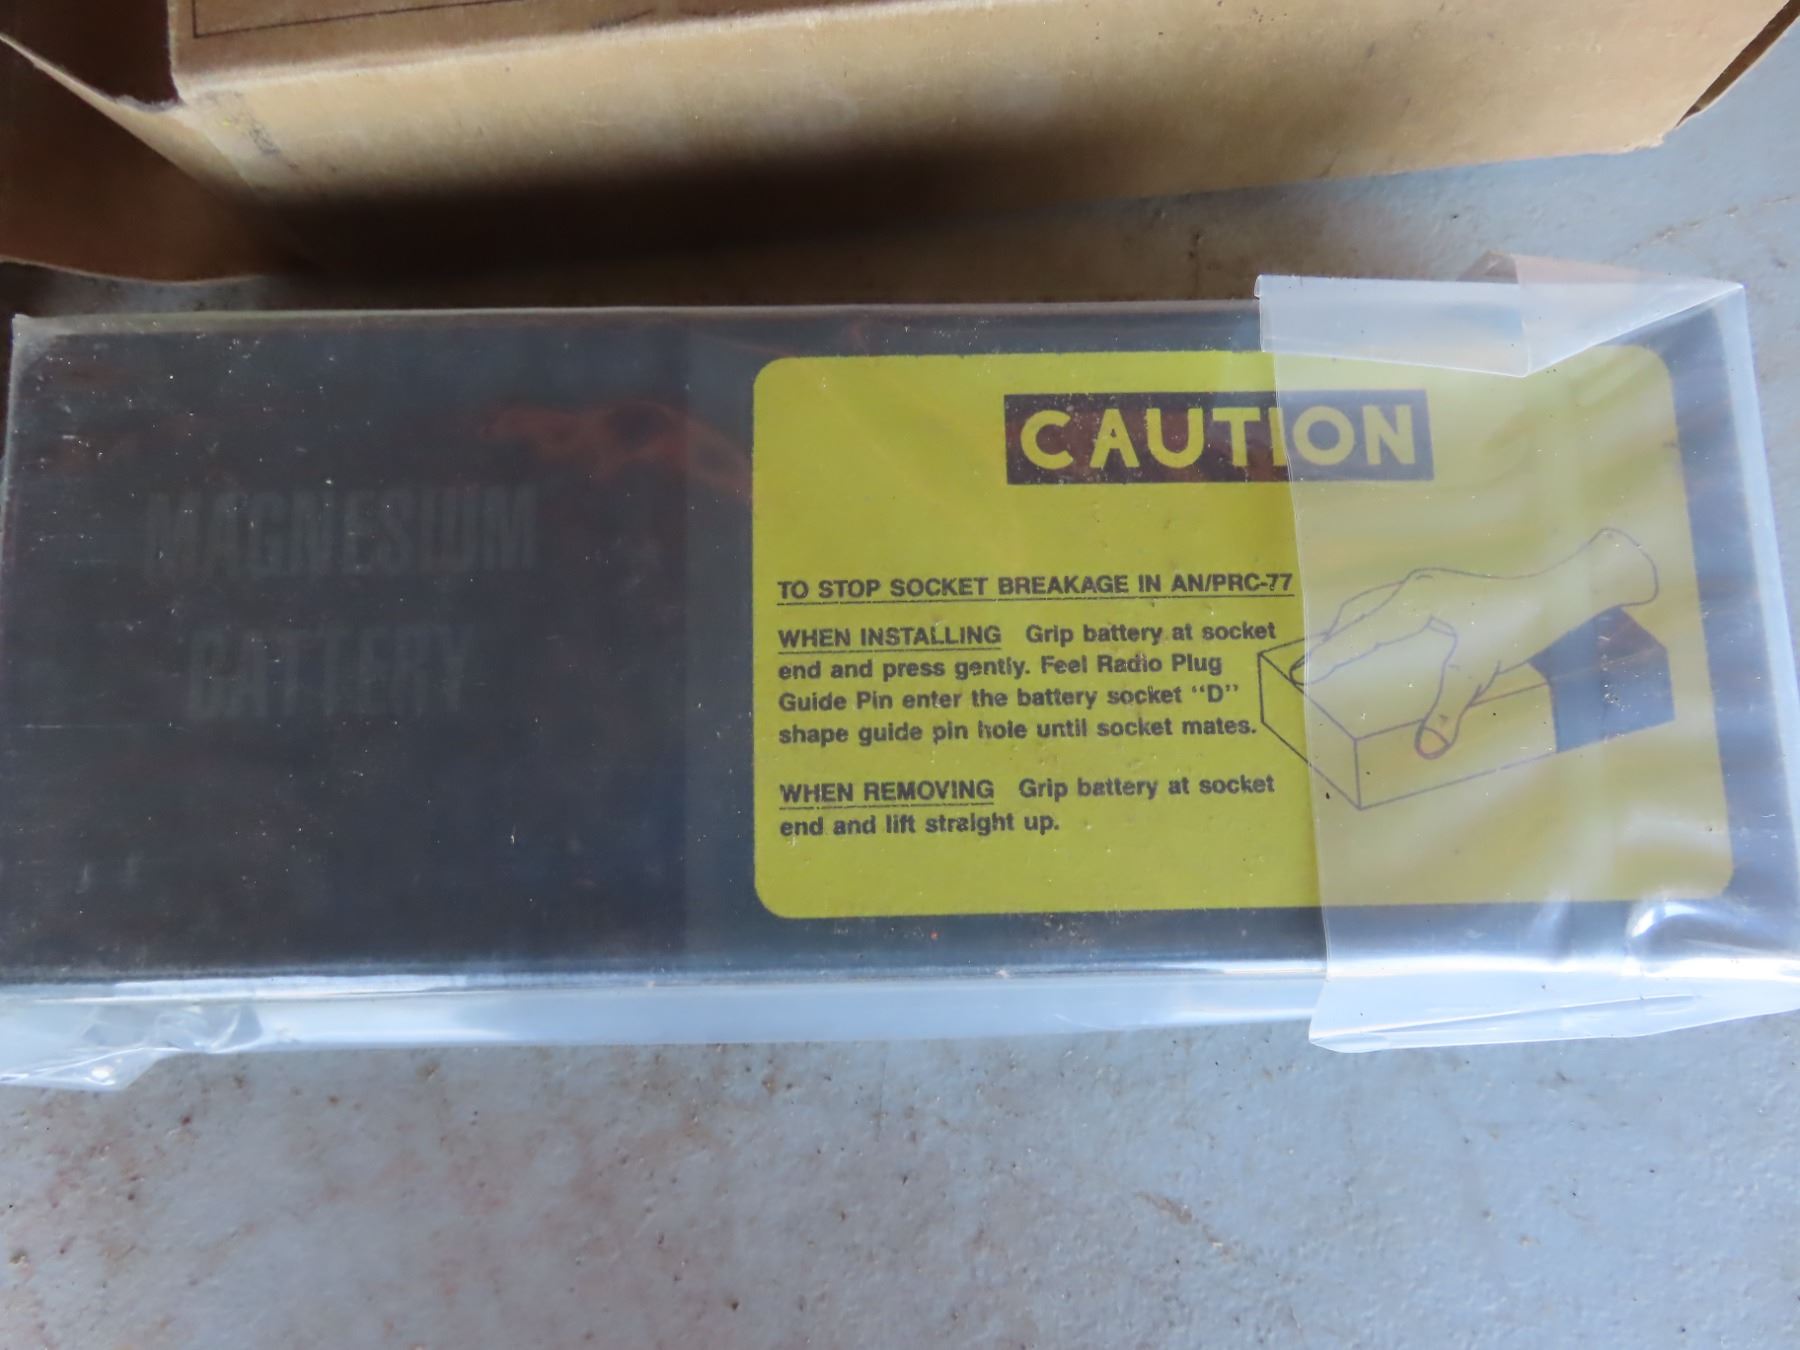 MAGNESIUM
BATTERY
CAUTION
TO STOP SOCKET BREAKAGE IN AN/PRC-77
WHEN INSTALLING Grip battery at socket
end and press gently. Feel Radio Plug
Guide Pin enter the battery socket "D"
shape guide pin hole until socket mates.
WHEN REMOVING Grip battery at socket
end and lift straight up.